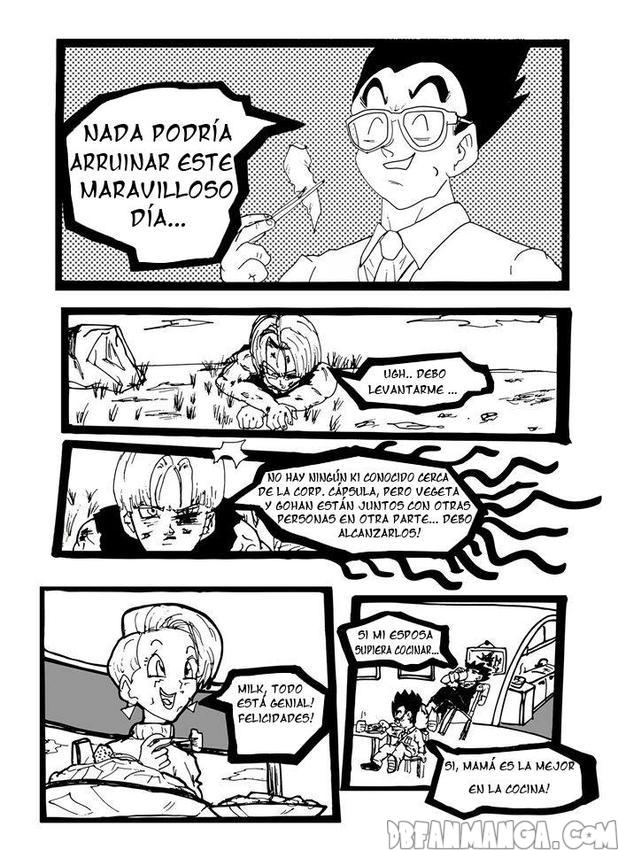 NADA PODRÍA
ARRUINAR ESTE
MARAVILLOSO
DÍA...
UGH.. DEBO
LEVANTARME ...
NO HAY NINGÚN KI CONOCIDO CERCA
DE LA CORP. CÁPSULA, PERO VEGETA
Y GOHAN ESTÁN JUNTOS CON OTRAS
PERSONAS EN OTRA PARTE... DEBO
ALCANZARLOS!
MILK, TODO
ESTÁ GENIAL!
FELICIDADES!
SI MI ESPOSA
SUPIERA COCINAR...
SI, MAMÁ ES LA MEJOR
EN LA COCINA!
DBFANMANGA.COM